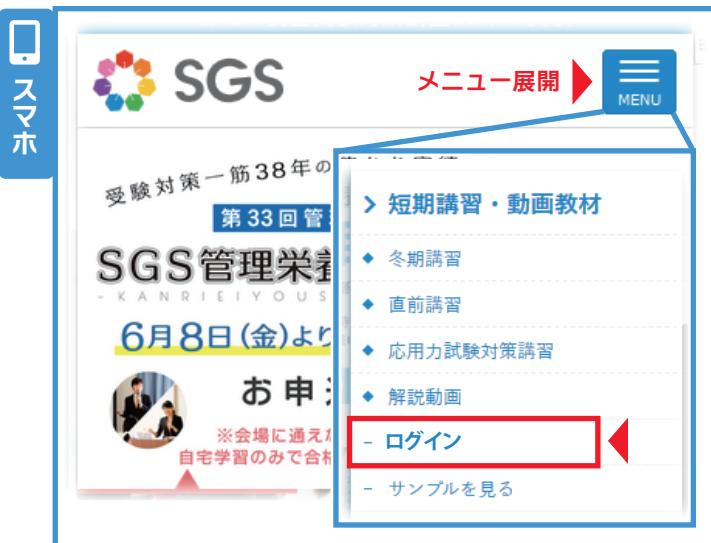 スマホ
SGS
メニュー展開
MENU
受験対策一筋38年の
第33回管
SGS管理栄養
- KANRIEIYOUS
6月8日(金)より
お申
※会場に通えた
自宅学習のみで合格
短期講習・動画教材
冬期講習
直前講習
応用力試験対策講習
解説動画
- ログイン
- サンプルを見る